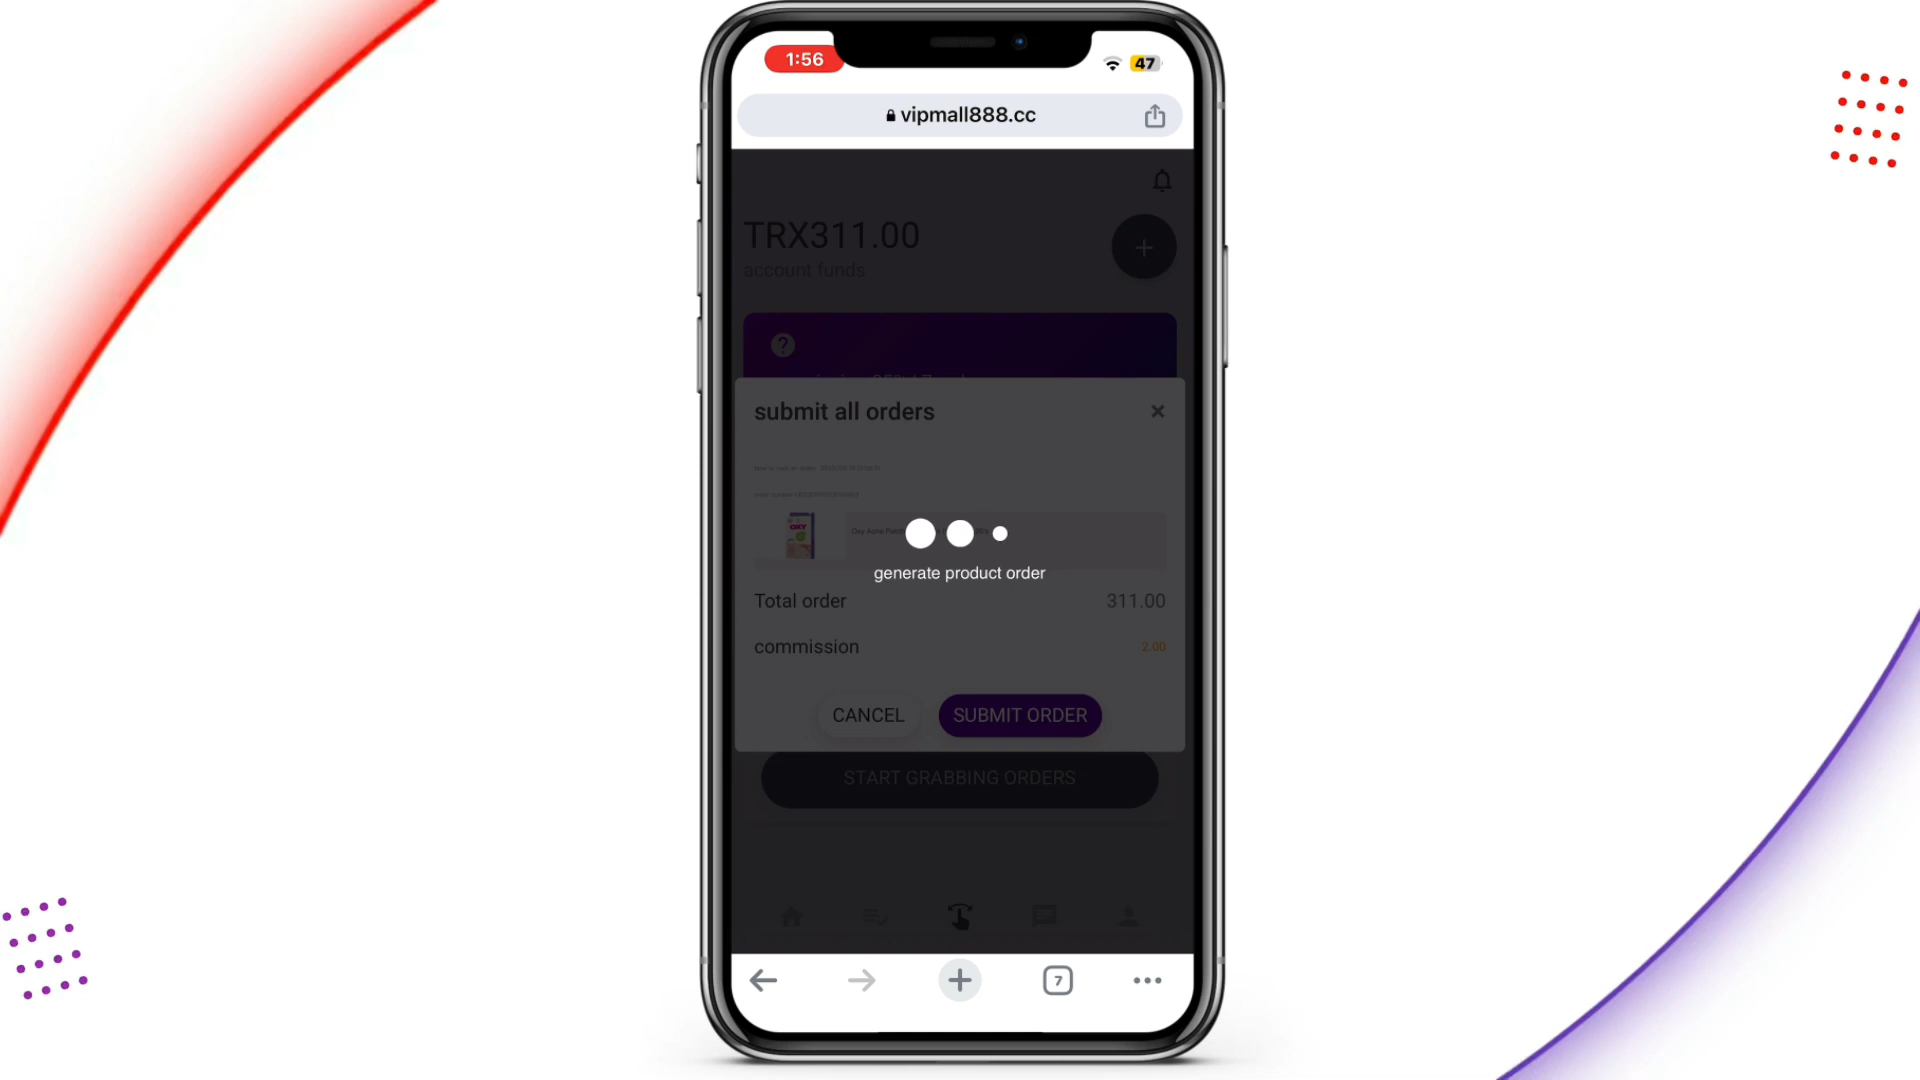 1:56
47
vipmall888.cc
TRX311.00
account funds
submit all orders
generate product order
Total order 311.00
commission 2.00
CANCEL SUBMIT ORDER
START GRABBING ORDERS
7